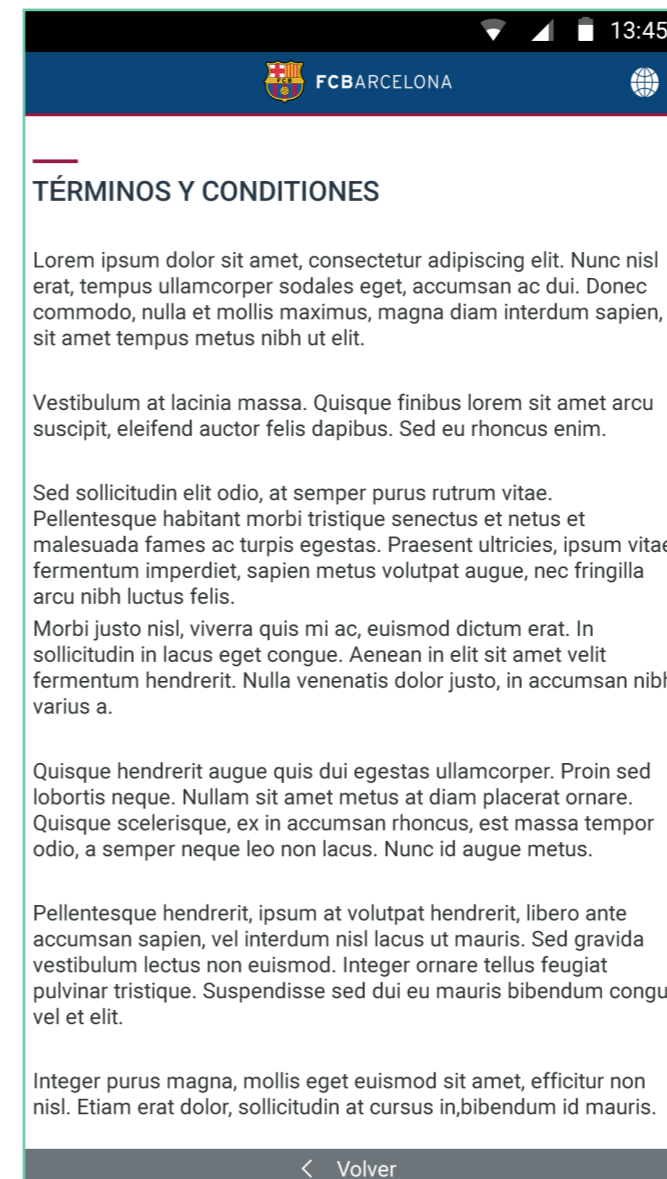 13:45
FCB
FCBARCELONA
TÉRMINOS Y CONDITIONES
Lorem ipsum dolor sit amet, consectetur adipiscing elit. Nunc nisl
erat, tempus ullamcorper sodales eget, accumsan ac dui. Donec
commodo, nulla et mollis maximus, magna diam interdum sapien,
sit amet tempus metus nibh ut elit.
Vestibulum at lacinia massa. Quisque finibus lorem sit amet arcu
suscipit, eleifend auctor felis dapibus. Sed eu rhoncus enim.
Sed sollicitudin elit odio, at semper purus rutrum vitae.
Pellentesque habitant morbi tristique senectus et netus et
malesuada fames ac turpis egestas. Praesent ultricies, ipsum vitae
fermentum imperdiet, sapien metus volutpat augue, nec fringilla
arcu nibh luctus felis.
Morbi justo nisl, viverra quis mi ac, euismod dictum erat. In
sollicitudin in lacus eget congue. Aenean in elit sit amet velit
fermentum hendrerit. Nulla venenatis dolor justo, in accumsan nibh
varius a.
Quisque hendrerit augue quis dui egestas ullamcorper. Proin sed
lobortis neque. Nullam sit amet metus at diam placerat ornare.
Quisque scelerisque, ex in accumsan rhoncus, est massa tempor
odio, a semper neque leo non lacus. Nunc id augue metus.
Pellentesque hendrerit, ipsum at volutpat hendrerit, libero ante
accumsan sapien, vel interdum nisl lacus ut mauris. Sed gravida
vestibulum lectus non euismod. Integer ornare tellus feugiat
pulvinar tristique. Suspendisse sed dui eu mauris bibendum congu
vel et elit.
Integer purus magna, mollis eget euismod sit amet, efficitur non
nisl. Etiam erat dolor, sollicitudin at cursus in,bibendum id mauris.
Volver